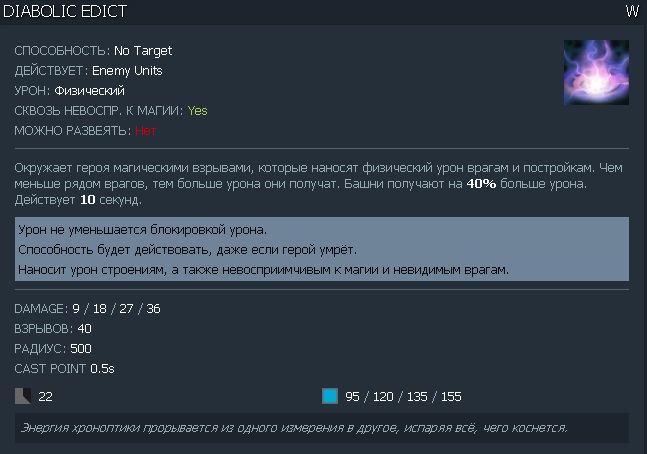 DIABOLIC EDICT W
СПОСОБНОСТЬ: No Target
ДЕЙСТВУЕТ: Enemy Units
УРОН: Физический
СКВОЗЬ НЕВОСПР. К МАГИИ: Yes
МОЖНО РАЗВЕЯТЬ: Нет
Окружает героя магическими взрывами, которые наносят физический урон врагам и постройкам. Чем
меньше рядом врагов, тем больше урона они получат. Башни получают на 40% больше урона.
Действует 10 секунд.
Урон не уменьшается блокировкой урона.
Способность будет действовать, даже если герой умрёт.
Наносит урон строениям, а также невосприимчивым к магии и невидимым врагам.
DAMAGE: 9 / 18 / 27 / 36
ВЗРЫВОВ: 40
РАДИУС: 500
CAST POINT 0.5s
22 95 / 120 / 135 / 155
Энергия хроноптики прорывается из одного измерения в другое, испаряя всё, чего коснется.